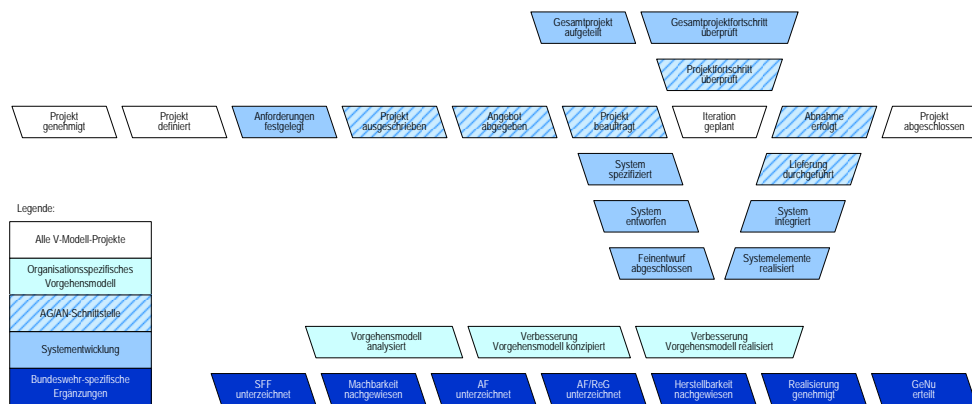 Gesamtprojekt
aufgeteilt
Gesamtprojektfortschritt
überprüft
Projektfortschritt
überprüft
Projekt
genehmigt
Projekt
definiert
Anforderungen
festgelegt
Projekt
ausgeschrieben
Angebot
abgegeben
Projekt
beauftragt
Iteration
geplant
Abnahme
erfolgt
Projekt
abgeschlossen
System
spezifiziert
Lieferung
durchgeführt
System
entworfen
System
integriert
Feinentwurf
abgeschlossen
Systemelemente
realisiert
Legende:
Alle V-Modell-Projekte
Organisationsspezifisches
Vorgehensmodell
AG/AN-Schnittstelle
Systementwicklung
Bundeswehr-spezifische
Ergänzungen
Vorgehensmodell
analysiert
Verbesserung
Vorgehensmodell konzipiert
Verbesserung
Vorgehensmodell realisiert
SFF
unterzeichnet
Machbarkeit
nachgewiesen
AF
unterzeichnet
AF/ReG
unterzeichnet
Herstellbarkeit
nachgewiesen
Realisierung
genehmigt
GeNu
erteilt